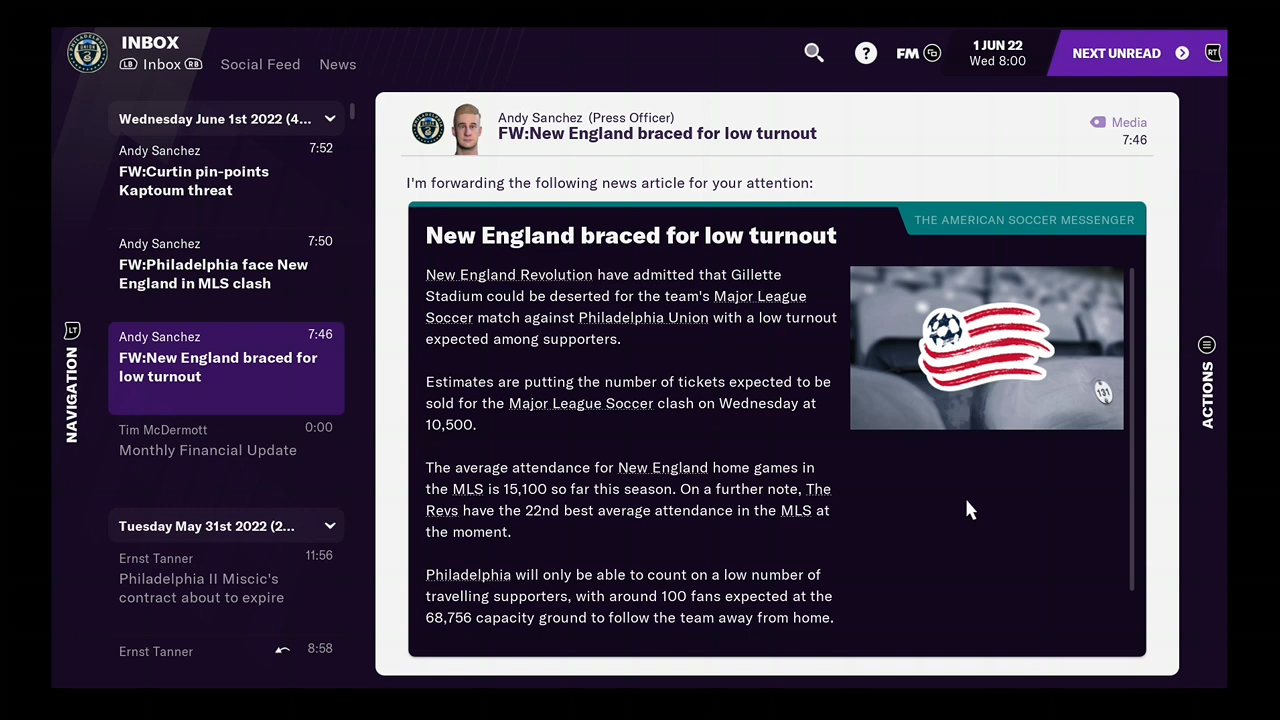 INBOX
LB Inbox RB Social Feed News
FM
1 JUN 22
Wed 8:00
NEXT UNREAD
RT
Wednesday June 1st 2022 (4...
Andy Sanchez 7:52
FW:Curtin pin-points
Kaptoum threat
Andy Sanchez 7:50
FW:Philadelphia face New
England in MLS clash
Andy Sanchez 7:46
FW:New England braced for
low turnout
Tim McDermott 0:00
Monthly Financial Update
Tuesday May 31st 2022 (2...
Ernst Tanner 11:56
Philadelphia II Miscic's
contract about to expire
Ernst Tanner 8:58
NAVIGATION LT
Andy Sanchez (Press Officer)
FW:New England braced for low turnout
Media
7:46
I'm forwarding the following news article for your attention:
THE AMERICAN SOCCER MESSENGER
New England braced for low turnout
New England Revolution have admitted that Gillette
Stadium could be deserted for the team's Major League
Soccer match against Philadelphia Union with a low turnout
expected among supporters.
Estimates are putting the number of tickets expected to be
sold for the Major League Soccer clash on Wednesday at
10,500.
The average attendance for New England home games in
the MLS is 15,100 so far this season. On a further note, The
Revs have the 22nd best average attendance in the MLS at
the moment.
Philadelphia will only be able to count on a low number of
travelling supporters, with around 100 fans expected at the
68,756 capacity ground to follow the team away from home.
131
ACTIONS